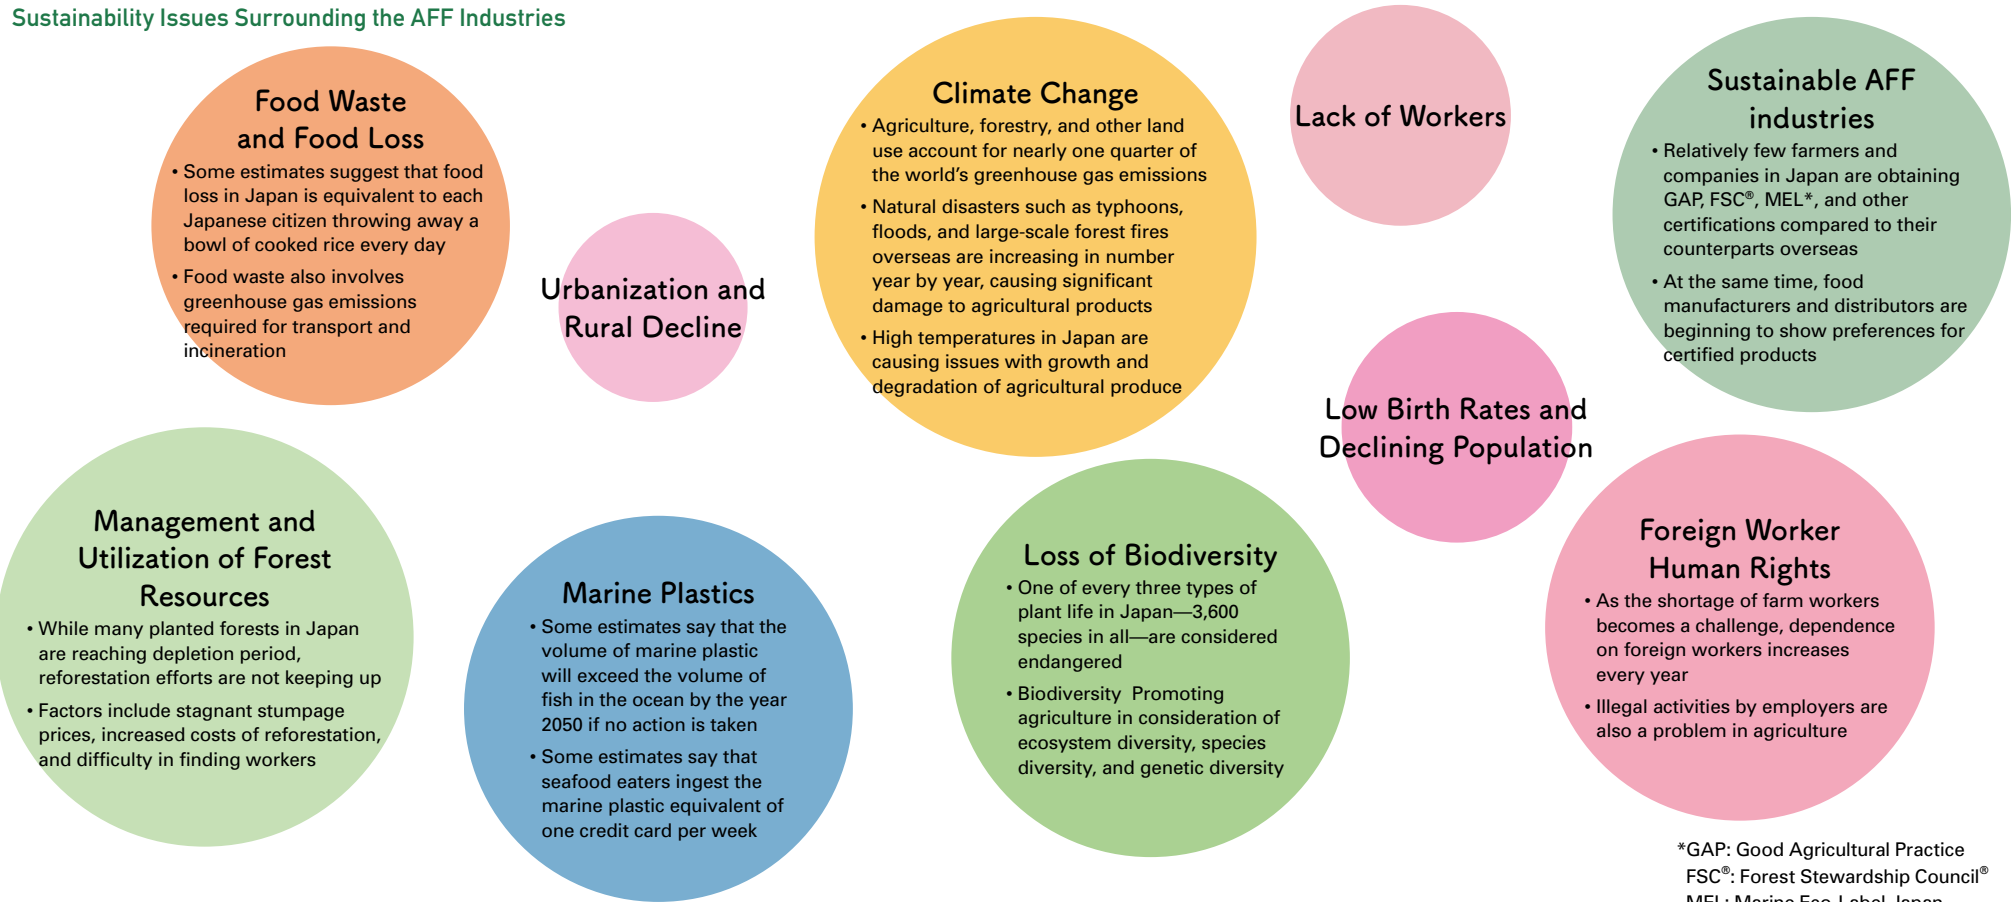 Sustainability Issues Surrounding the AFF Industries
Food Waste
and Food Loss
• Some estimates suggest that food
loss in Japan is equivalent to each
Japanese citizen throwing away a
bowl of cooked rice every day
• Food waste also involves
greenhouse gas emissions
required for transport and
incineration
Urbanization and
Rural Decline
Climate Change
• Agriculture, forestry, and other land
use account for nearly one quarter of
the world's greenhouse gas emissions
• Natural disasters such as typhoons,
floods, and large-scale forest fires
overseas are increasing in number
year by year, causing significant
damage to agricultural products
• High temperatures in Japan are
causing issues with growth and
degradation of agricultural produce
Lack of Workers
Low Birth Rates and
Declining Population
Sustainable AFF
industries
• Relatively few farmers and
companies in Japan are obtaining
GAP, FSC®, MEL*, and other
certifications compared to their
counterparts overseas
• At the same time, food
manufacturers and distributors are
beginning to show preferences for
certified products
Management and
Utilization of Forest
Resources
• While many planted forests in Japan
are reaching depletion period,
reforestation efforts are not keeping up
• Factors include stagnant stumpage
prices, increased costs of reforestation,
and difficulty in finding workers
Marine Plastics
• Some estimates say that the
volume of marine plastic
will exceed the volume of
fish in the ocean by the year
2050 if no action is taken
• Some estimates say that
seafood eaters ingest the
marine plastic equivalent of
one credit card per week
Loss of Biodiversity
• One of every three types of
plant life in Japan—3,600
species in all—are considered
endangered
• Biodiversity Promoting
agriculture in consideration of
ecosystem diversity, species
diversity, and genetic diversity
Foreign Worker
Human Rights
• As the shortage of farm workers
becomes a challenge, dependence
on foreign workers increases
every year
• Illegal activities by employers are
also a problem in agriculture
*GAP: Good Agricultural Practice
FSC®: Forest Stewardship Council®
MEL: Marine Eco-Label Japan